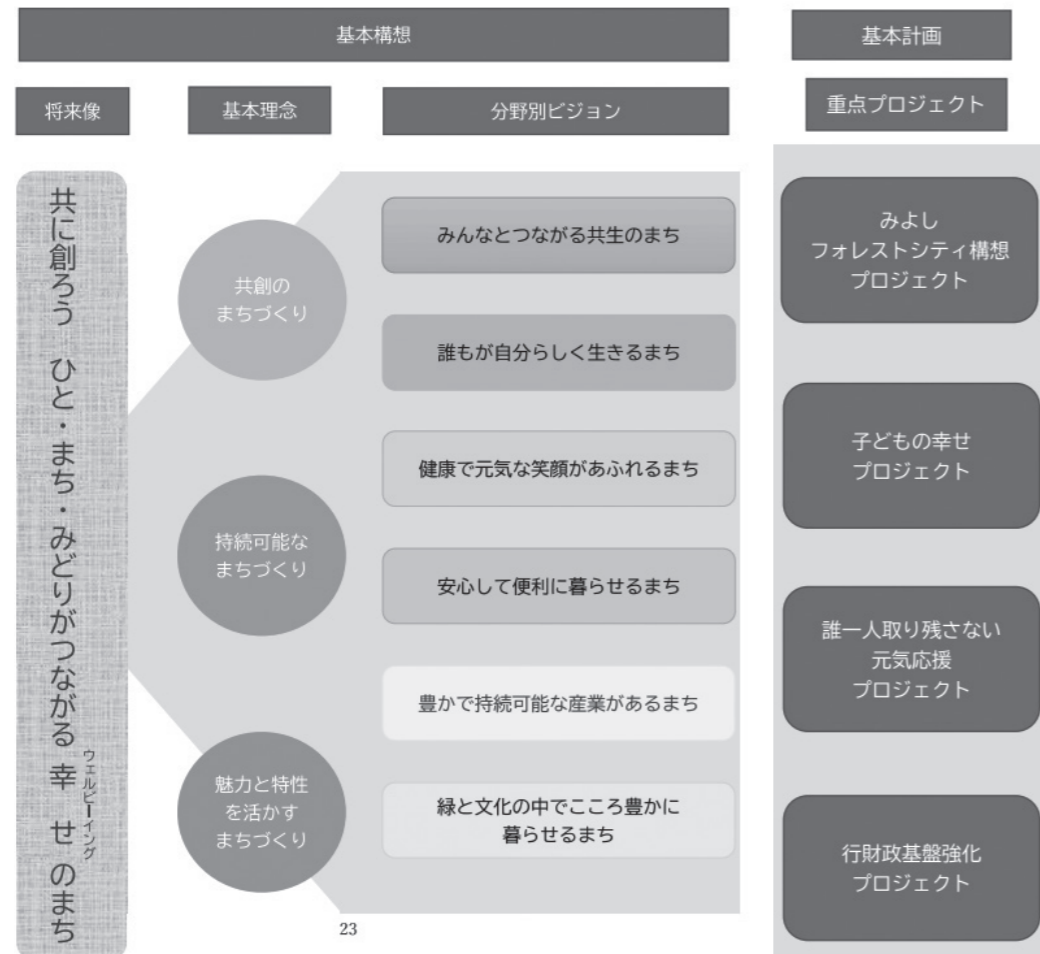 基本構想
基本計画
将来像
基本理念
分野別ビジョン
重点プロジェクト
共に創ろう ひと・まち・みどりがつながる 幸せのまち
ウェルビーイング
共創の
まちづくり
持続可能な
まちづくり
魅力と特性
を活かす
まちづくり
みんなとつながる共生のまち
誰もが自分らしく生きるまち
健康で元気な笑顔があふれるまち
安心して便利に暮らせるまち
豊かで持続可能な産業があるまち
緑と文化の中でこころ豊かに
暮らせるまち
みよし
フォレストシティ構想
プロジェクト
子どもの幸せ
プロジェクト
誰一人取り残さない
元気応援
プロジェクト
行財政基盤強化
プロジェクト
23